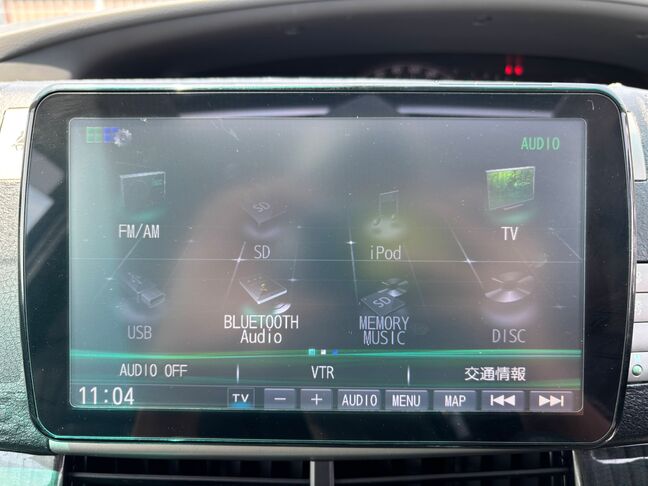 AUDIO
FM/AM
SD
iPod
TV
USB
BLUETOOTH
Audio
MEMORY
MUSIC
DISC
AUDIO OFF
VTR
交通情報
11:04
TV
AUDIO
MENU
MAP